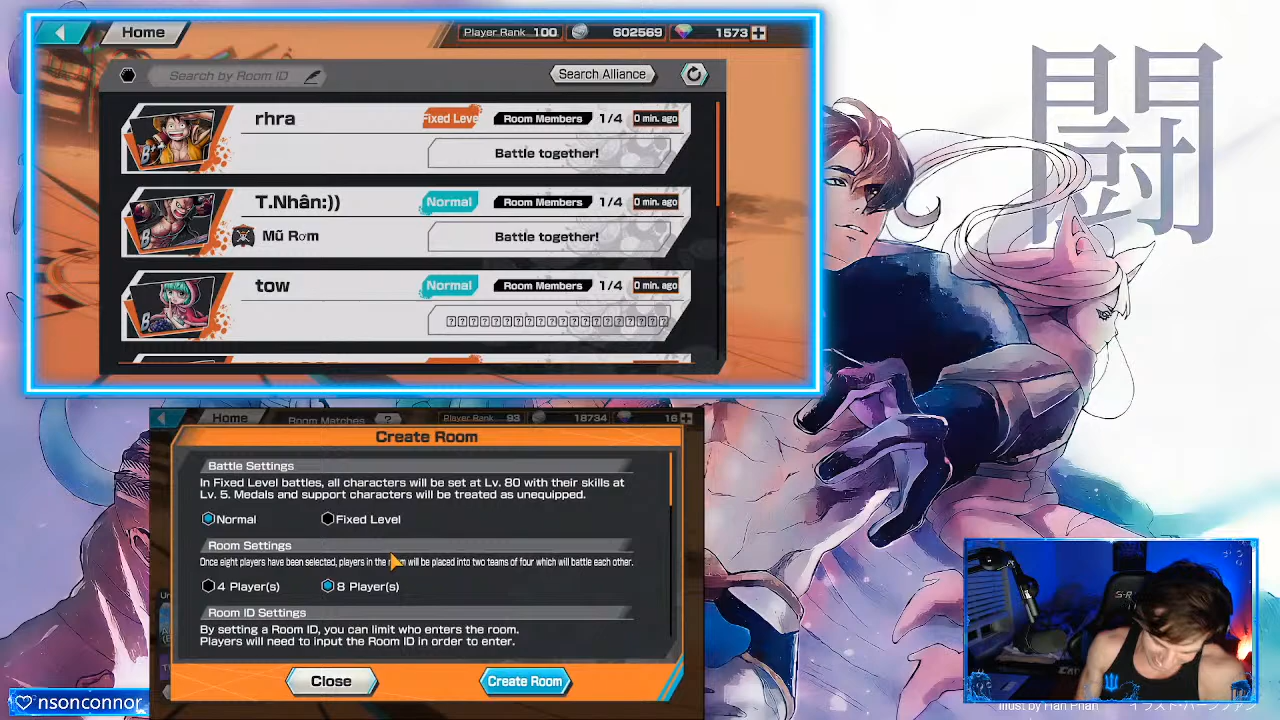 Home
Player Rank 100
602569
1573
Search by Room ID
Search Alliance
rhra
Fixed Leve
Room Members 1/4
0 min. ago
Battle together!
T.Nhân:))
Normal
Room Members 1/4
0 min. ago
Mũ Rơm
Battle together!
tow
Normal
Room Members 1/4
0 min. ago
闘
Home
Room Matches
?
Player Rank 93
18734
16
Create Room
Battle Settings
In Fixed Level battles, all characters will be set at Lv. 80 with their skills at
Lv. 5. Medals and support characters will be treated as unequipped.
Normal
Fixed Level
Room Settings
Once eight players have been selected, players in the room will be placed into two teams of four which will battle each other.
4 Player(s)
8 Player(s)
Room ID Settings
By setting a Room ID, you can limit who enters the room.
Players will need to input the Room ID in order to enter.
Close
Create Room
nsonconnor
Illust by Han Phan